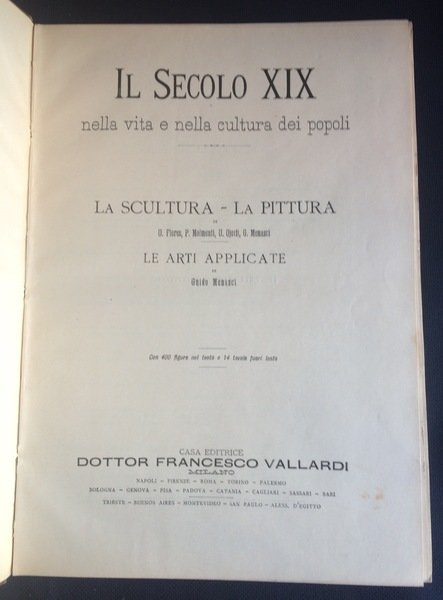 IL SECOLO XIX
nella vita e nella cultura dei popoli
LA SCULTURA - LA PITTURA
DI
U. Fleres, P. Molmenti, U. Ojetti, G. Menasci
LE ARTI APPLICATE
DI
Guido Menasci
Con 400 figure nel testo e 14 tavole fuori testo
CASA EDITRICE
DOTTOR FRANCESCO VALLARDI
MILANO
NAPOLI - FIRENZE - ROMA - TORINO - PALERMO
BOLOGNA - GENOVA - PISA - PADOVA - CATANIA - CAGLIARI - SASSARI - BARI
TRIESTE - BUENOS AIRES - MONTEVIDEO - SAN PAULO - ALESS. D'EGITTO